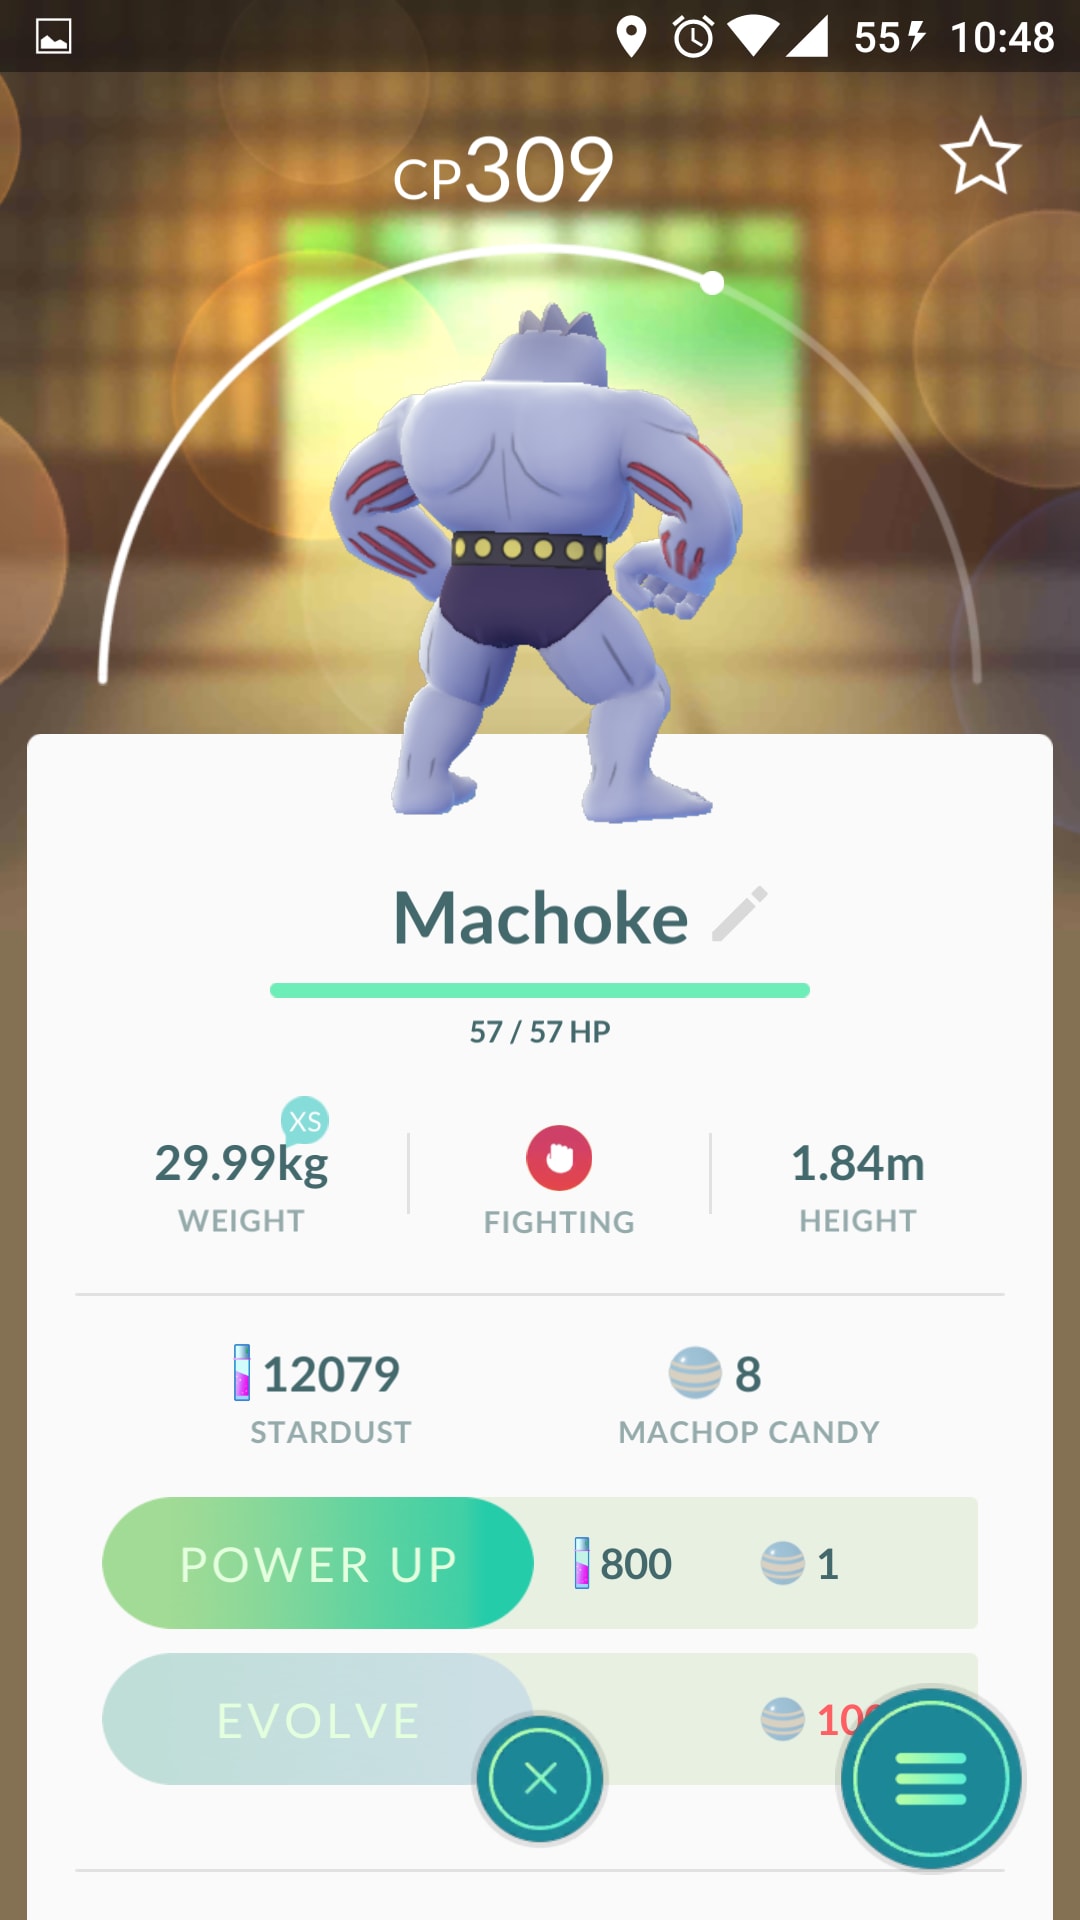 55 10:48
CP309
Machoke
57 / 57 HP
XS
29.99kg 1.84m
WEIGHT FIGHTING HEIGHT
12079 8
STARDUST MACHOP CANDY
POWER UP 800 1
EVOLVE